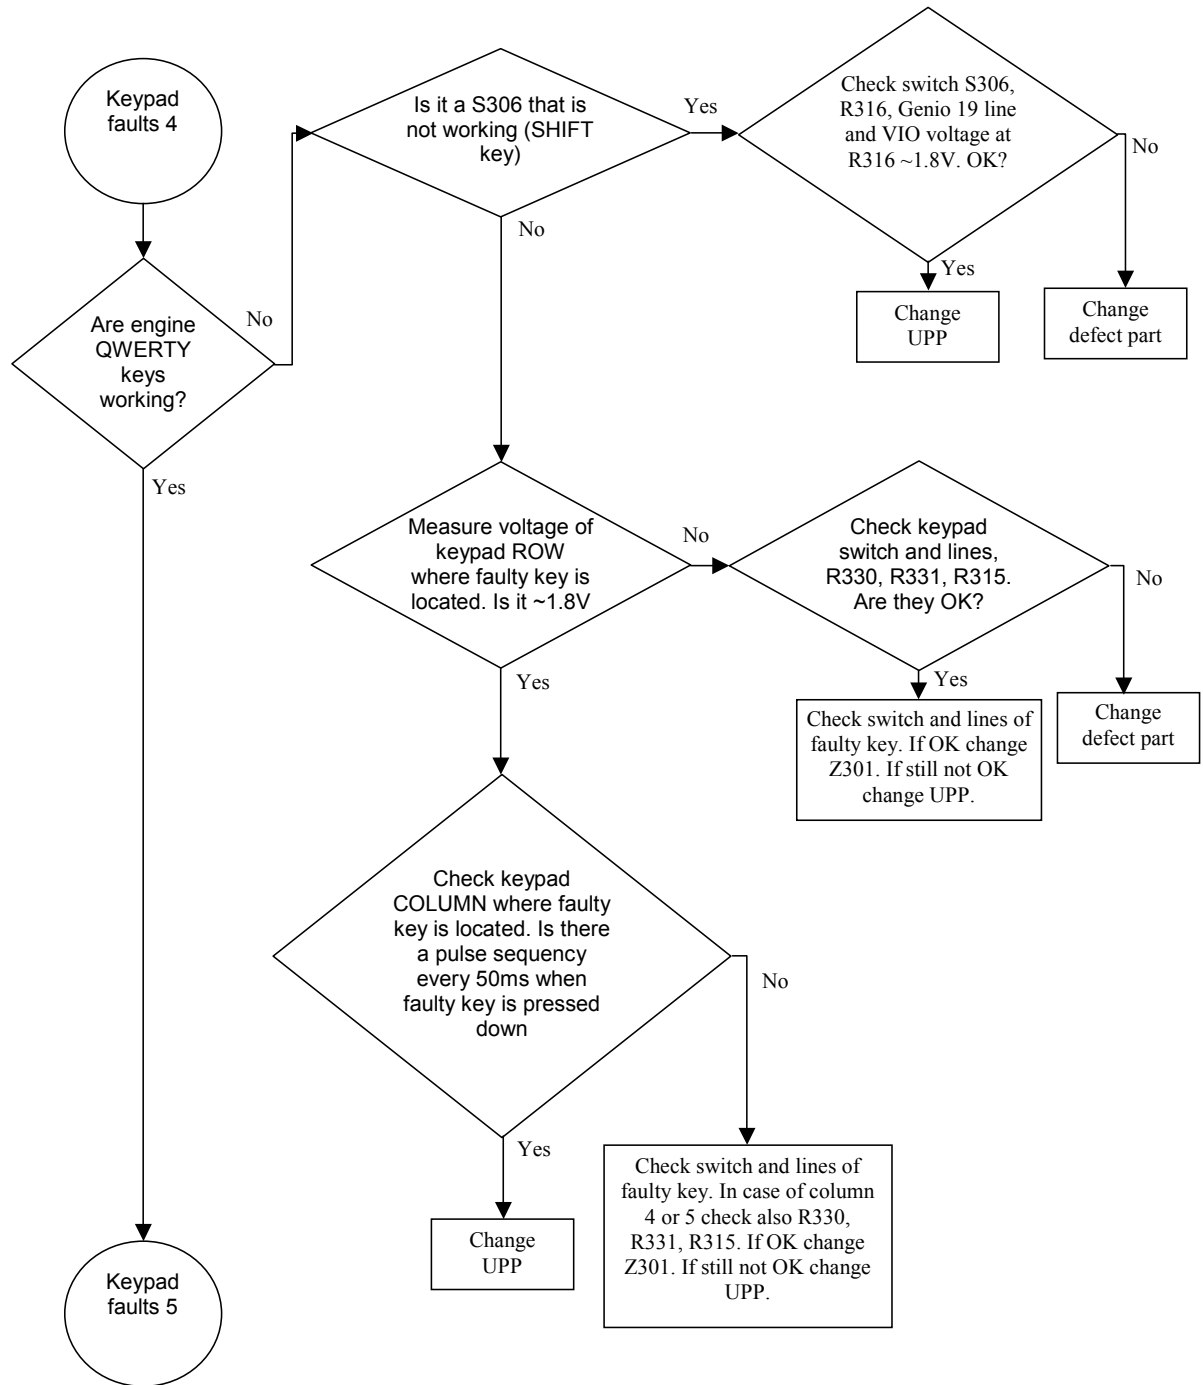 Keypad
faults 4
Are engine
QWERTY
keys
working?
No
Yes
Is it a S306 that is
not working (SHIFT
key)
Yes
No
Check switch S306,
R316, Genio 19 line
and VIO voltage at
R316 ~1.8V. OK?
No
Yes
Change
UPP
Change
defect part
Measure voltage of
keypad ROW
where faulty key is
located. Is it ~1.8V
No
Yes
Check keypad
switch and lines,
R330, R331, R315.
Are they OK?
No
Yes
Check switch and lines of
faulty key. If OK change
Z301. If still not OK
change UPP.
Change
defect part
Check keypad
COLUMN where faulty
key is located. Is there
a pulse sequency
every 50ms when
faulty key is pressed
down
No
Yes
Change
UPP
Check switch and lines of
faulty key. In case of column
4 or 5 check also R330,
R331, R315. If OK change
Z301. If still not OK change
UPP.
Keypad
faults 5